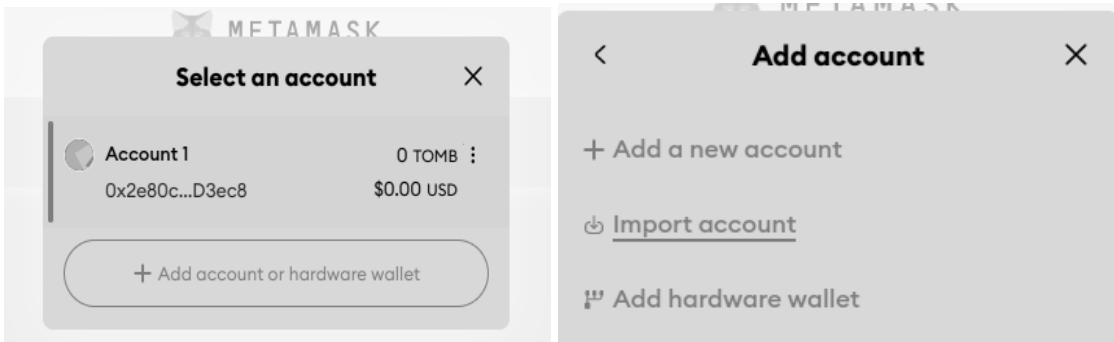 METAMASK
Select an account
Account 1
0 TOMB
0x2e80c...D3ec8
$0.00 USD
+ Add account or hardware wallet
METAMASK
Add account
+ Add a new account
Import account
Add hardware wallet